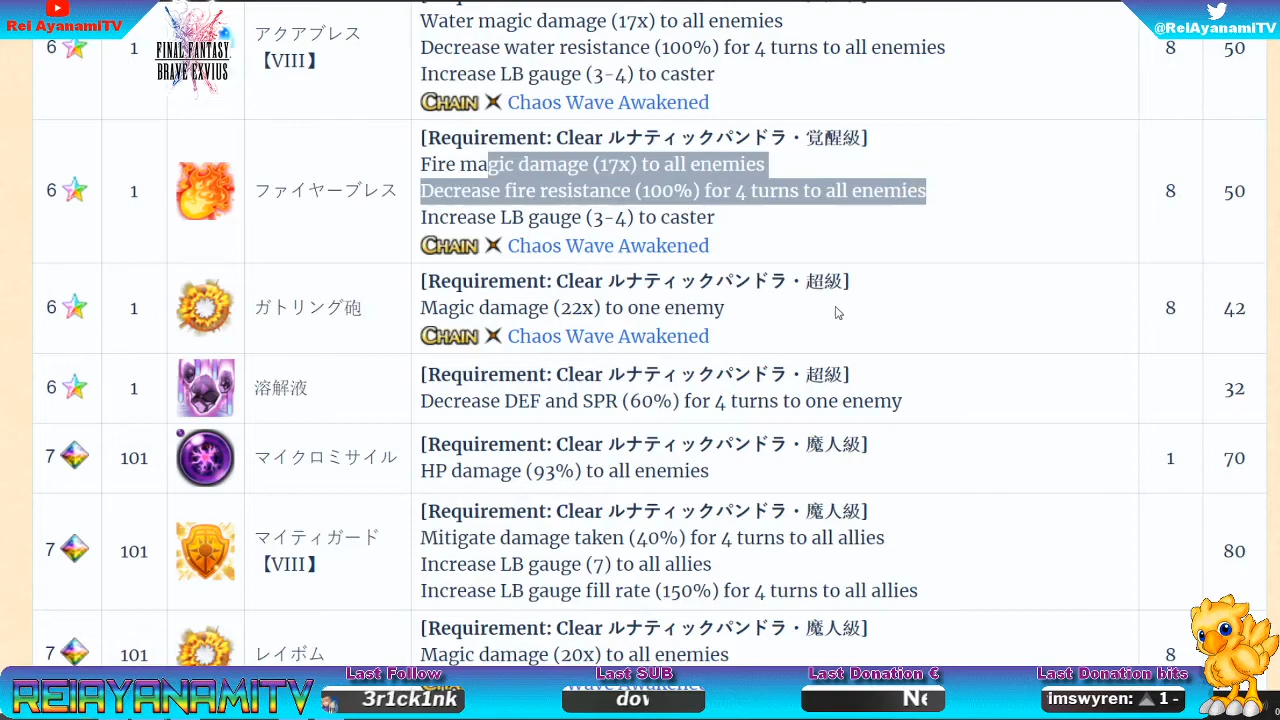 Rei AyanamiTV
FINAL FANTASY
BRAVE EXVIUS
@ReiAyanamiTV
6 1 アクアブレス
【VIII】
Water magic damage (17x) to all enemies
Decrease water resistance (100%) for 4 turns to all enemies
Increase LB gauge (3-4) to caster
CHAIN Chaos Wave Awakened
8 50
6 1 ファイヤーブレス
[Requirement: Clear ルナティックパンドラ・覚醒級]
Fire magic damage (17x) to all enemies
Decrease fire resistance (100%) for 4 turns to all enemies
Increase LB gauge (3-4) to caster
CHAIN Chaos Wave Awakened
8 50
6 1 ガトリング砲
[Requirement: Clear ルナティックパンドラ・超級]
Magic damage (22x) to one enemy
CHAIN Chaos Wave Awakened
8 42
6 1 溶解液
[Requirement: Clear ルナティックパンドラ・超級]
Decrease DEF and SPR (60%) for 4 turns to one enemy
32
7 101 マイクロミサイル
[Requirement: Clear ルナティックパンドラ・魔人級]
HP damage (93%) to all enemies
1 70
7 101 マイティガード
【VIII】
[Requirement: Clear ルナティックパンドラ・魔人級]
Mitigate damage taken (40%) for 4 turns to all allies
Increase LB gauge (7) to all allies
Increase LB gauge fill rate (150%) for 4 turns to all allies
80
7 101 レイボム
[Requirement: Clear ルナティックパンドラ・魔人級]
Magic damage (20x) to all enemies
8
REIAYANAMITV
Last Follow
3r1ck1nk
Last SUB
Last Donation €
Last Donation bits
imswyren: 1 -